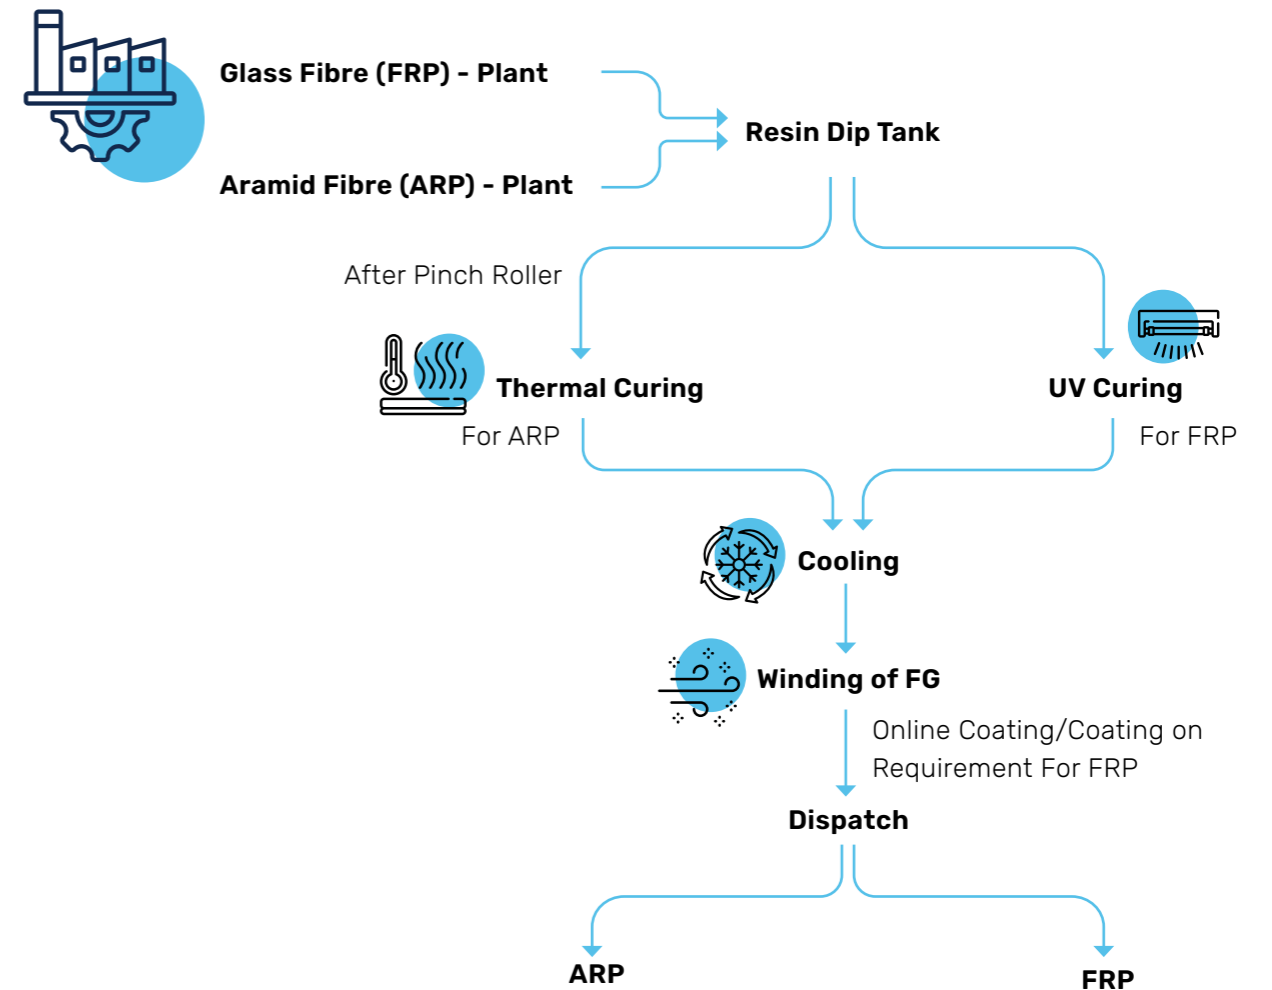 Glass Fibre (FRP) - Plant
Resin Dip Tank
Aramid Fibre (ARP) - Plant
After Pinch Roller
Thermal Curing
UV Curing
For ARP
For FRP
Cooling
Winding of FG
Online Coating/Coating on
Requirement For FRP
Dispatch
ARP
FRP